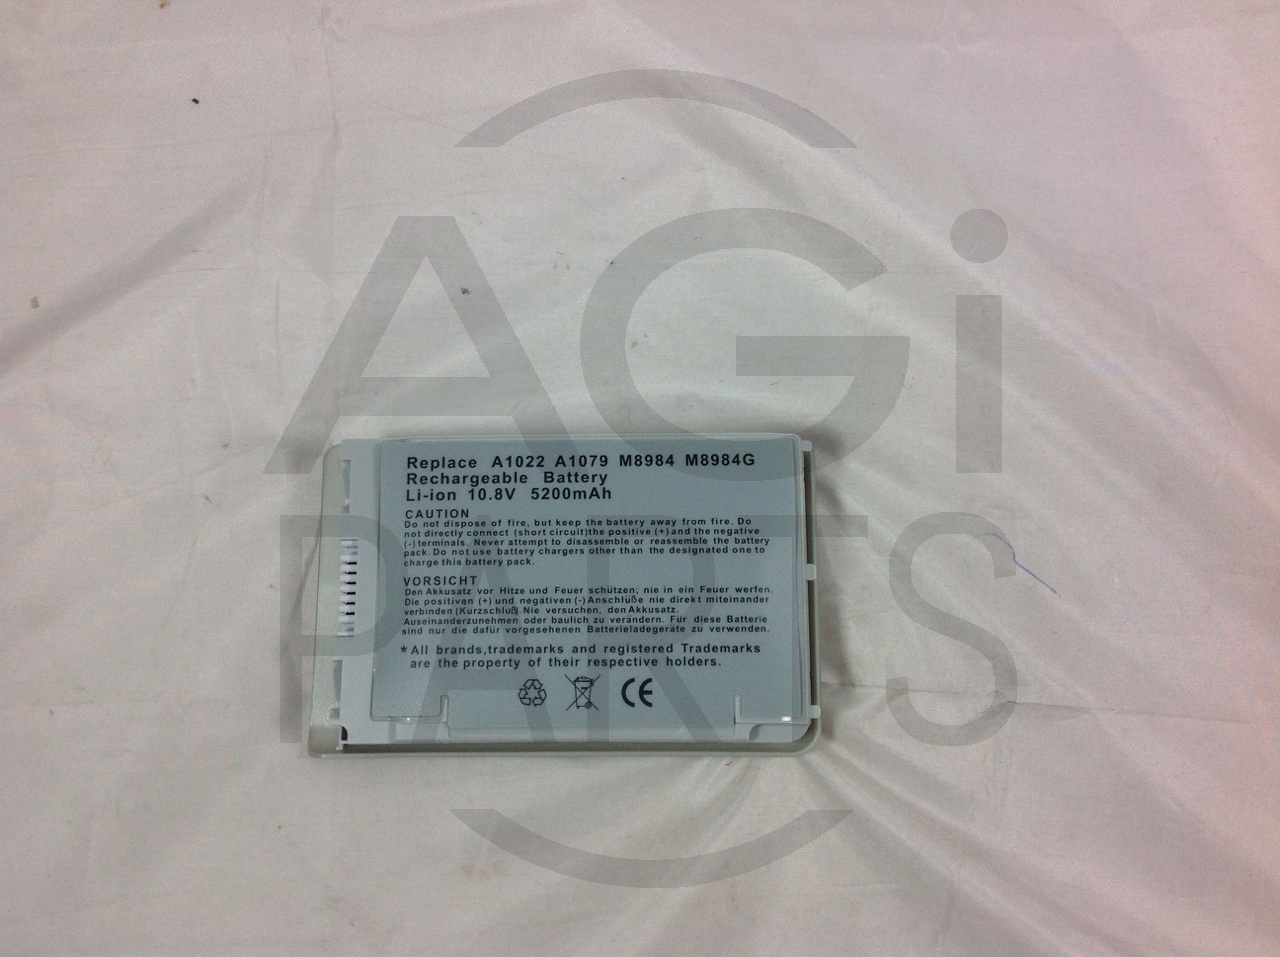 AGi
PARTS
Replace A1022 A1079 M8984 M8984G
Rechargeable Battery
Li-ion 10.8V 5200mAh
CAUTION
Do not dispose of fire, but keep the battery away from fire. Do
not directly connect (short circuit)the positive (+) and the negative
(-) terminals. Never attempt to disassemble or reassemble the battery
pack. Do not use battery chargers other than the designated one to
charge this battery pack.
VORSICHT
Den Akkusatz vor Hitze und Feuer schützen; nie in ein Feuer werfen.
Die positiven (+) und negativen (-) Anschlüße nie direkt miteinander
verbinden (Kurzschluß). Nie versuchen, den Akkusatz.
Auseinanderzunehmen oder baulich zu verändern. Für diese Batterie
sind nur die dafür vorgesehenen Batterieladegeräte zu verwenden.
* All brands,trademarks and registered Trademarks
are the property of their respective holders.
CE